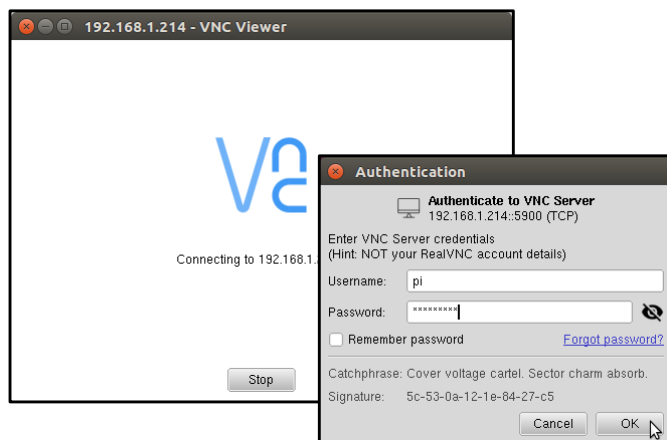 192.168.1.214 - VNC Viewer
VNC
Connecting to 192.168.1.
Stop
Authentication
Authenticate to VNC Server
192.168.1.214::5900 (TCP)
Enter VNC Server credentials
(Hint: NOT your RealVNC account details)
Username: pi
Password: *********
Remember password Forgot password?
Catchphrase: Cover voltage cartel. Sector charm absorb.
Signature: 5c-53-0a-12-1e-84-27-c5
Cancel OK